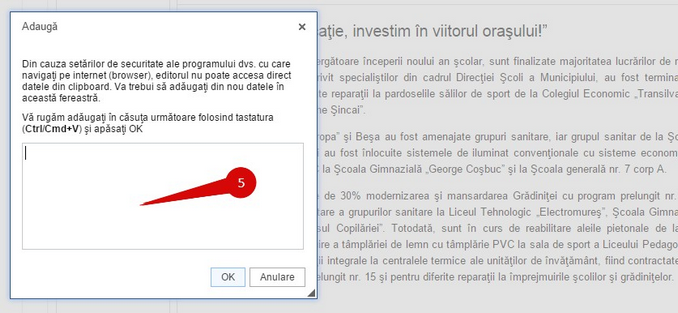 Adaugă
Din cauza setărilor de securitate ale programului dvs. cu care
navigați pe internet (browser), editorul nu poate accesa direct
datele din clipboard. Va trebui să adăugați din nou datele în
această fereastră.
Vă rugăm adăugați în căsuța următoare folosind tastatura
(Ctrl/Cmd+V) și apăsați OK
5
OK Anulare
ație, investim în viitorul orașului!”
ergătoare începerii noului an școlar, sunt finalizate majoritatea lucrărilor de
rivit specialiștilor din cadrul Direcției Școli a Municipiului, au fost termina
te reparații la pardoselile sălilor de sport de la Colegiul Economic „Transilva
e Șincai”.
ropa” și Beșa au fost amenajate grupuri sanitare, iar grupul sanitar de la Șc
i au fost înlocuite sistemele de iluminat convenționale cu sisteme econom
C la Școala Gimnazială „George Coșbuc” și la Școala generală nr. 7 corp A.
e de 30% modernizarea și mansardarea Grădiniței cu program prelungit nr.
tare a grupurilor sanitare la Liceul Tehnologic „Electromureș”, Școala Gimna
sul Copilăriei”. Totodată, sunt în curs de reabilitare aleile pietonale de la
ire a tâmplăriei de lemn cu tâmplărie PVC la sala de sport a Liceului Pedago
ții integrale la centralele termice ale unităților de învățământ, fiind contractate
elungit nr. 15 și pentru diferite reparații la împrejmuirile școlilor și grădinițelor.